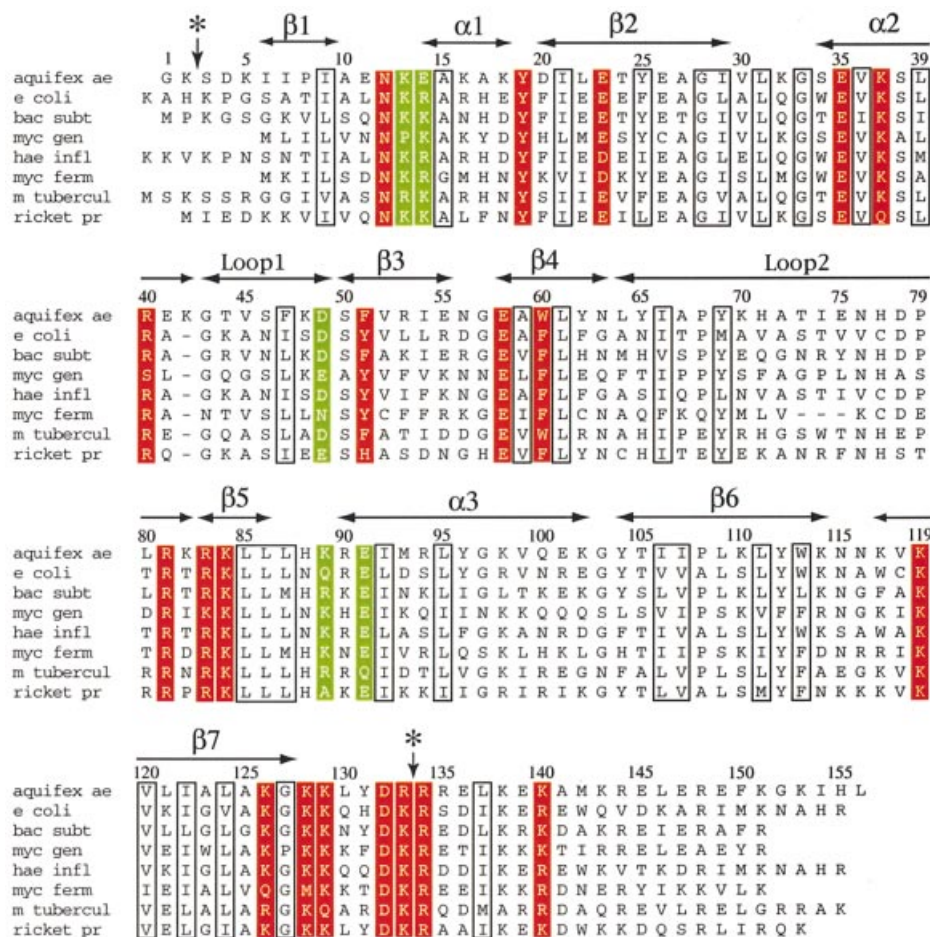 * β1 α1 β2 α2
1 5 10 15 20 25 30 35 39
aquifex ae G K S D K I I P I A E N K E A K A K Y D I L E T Y E A G I V L K G S E V K S L
e coli K A H K P G S A T I A L N K R A R H E Y F I E E E F E A G L A L Q G W E V K S L
bac subt M P K G S G K V L S Q N K K A N H D Y F I E E T Y E T G I V L Q G T E I K S I
myc gen M L I L V N N P K A K Y D Y H L M E S Y C A G I V L K G S E V K A L
hae infl K K V K P N S N T I A L N K R A R H D Y F I E D E I E A G L E L Q G W E V K S M
myc ferm M K I L S D N K R G M H N Y K V I D K Y E A G I S L M G W E V K S A
m tubercul M S K S S R G G I V A S N R K A R H N Y S I I E V F E A G V A L Q G T E V K S L
ricket pr M I E D K K V I V Q N K K A L F N Y F I E E I L E A G I V L K G S E V Q S L
Loop1 β3 β4 Loop2
40 45 50 55 60 65 70 75 79
aquifex ae R E K G T V S F K D S F V R I E N G E A W L Y N L Y I A P Y K H A T I E N H D P
e coli R A - G K A N I S D S Y V L L R D G E A F L F G A N I T P M A V A S T V V C D P
bac subt R A - G R V N L K D S F A K I E R G E V F L H N M H V S P Y E Q G N R Y N H D P
myc gen S L - G Q G S L K E A Y V F V K N N E L F L E Q F T I P P Y S F A G P L N H A S
hae infl R A - G K A N I S D S Y V I F K N G E A F L F G A S I Q P L N V A S T I V C D P
myc ferm R A - N T V S L L N S Y C F F R K G E I F L C N A Q F K Q Y M L V - - - K C D E
m tubercul R E - G Q A S L A D S F A T I D D G E V W L R N A H I P E Y R H G S W T N H E P
ricket pr R Q - G K A S I E E S H A S D N G H E V F L Y N C H I T E Y E K A N R F N H S T
β5 α3 β6
80 85 90 95 100 105 110 115 119
aquifex ae L R K R K L L L H K R E I M R L Y G K V Q E K G Y T I I P L K L Y W K N N K V K
e coli T R T R K L L L N Q R E L D S L Y G R V N R E G Y T V V A L S L Y W K N A W C K
bac subt L R T R K L L M H R K E I N K L I G L T K E K G Y S L V P L K L Y L K N G F A K
myc gen D R I K K L L L N K H E I K Q I I N K K Q Q Q S L S V I P S K V F F R N G K I K
hae infl T R T R K L L L N K R E L A S L F G K A N R D G F T I V A L S L Y W K S A W A K
myc ferm T R D R K L L M H K N E I V R L Q S K L H K L G H T I I P S K I Y F D N R R I K
m tubercul R R N R K L L L H R R Q I D T L V G K I R E G N F A L V P L S L Y F A E G K V K
ricket pr R R P R K L L L H A K E I K K I I G R I R I K G Y T L V A L S M Y F N K K K V K
β7 *
120 125 130 135 140 145 150 155
aquifex ae V L I A L A K G K K L Y D R R R E L K E K A M K R E L E R E F K G K I H L
e coli V K I G V A K G K K Q H D K R S D I K E R E W Q V D K A R I M K N A H R
bac subt V L L G L G K G K K N Y D K R E D L K R K D A K R E I E R A F R
myc gen V E I W L A K P K K K F D K R E T I K K K T I R R E L E A E Y R
hae infl V K I G L A K G K K Q Q D K R D D I K E R E W K V T K D R I M K N A H R
myc ferm I E I A L V Q G M K K T D K R E E I K K R D N E R Y I K K V L K
m tubercul V E L A L A R G K Q A R D K R Q D M A R R D A Q R E V L R E L G R R A K
ricket pr V E L G I A K G K K L Y D K R A A I K E K D W K K D Q S R L I R Q K